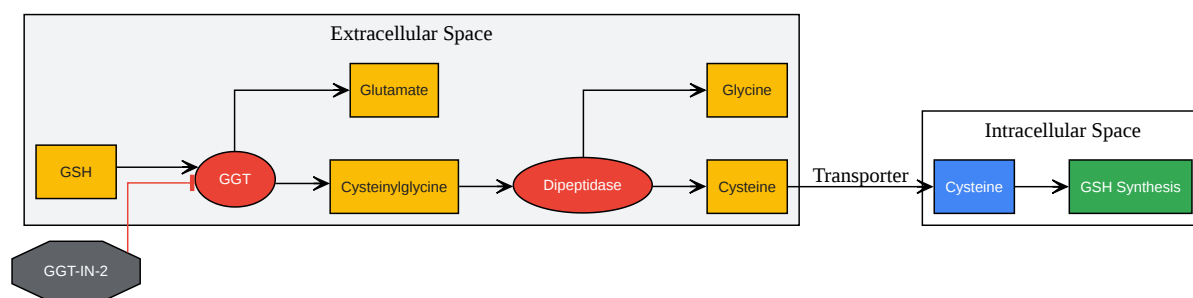 Extracellular Space
Glutamate
Glycine
GSH
GGT
Cysteinylglycine
Dipeptidase
Cysteine
Transporter
Intracellular Space
Cysteine
GSH Synthesis
GGT-IN-2